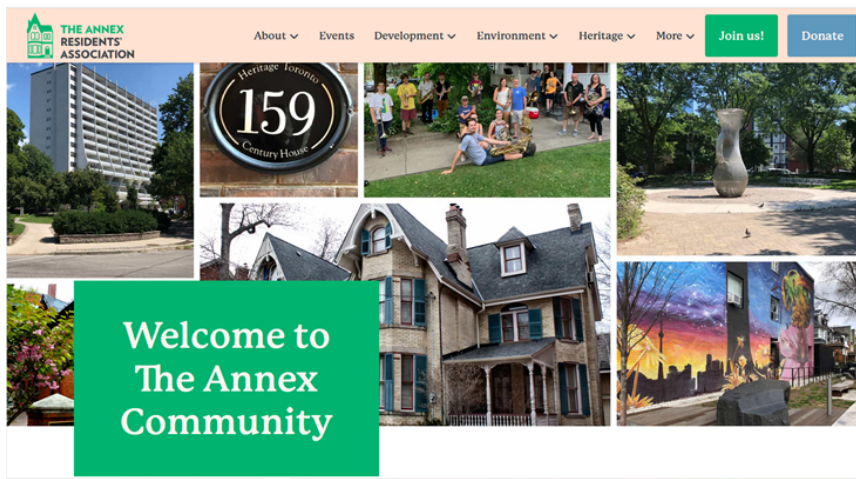 THE ANNEX
RESIDENTS'
ASSOCIATION
About
Events
Development
Environment
Heritage
More
Join us!
Donate
Heritage Toronto
159
Century House
Welcome to
The Annex
Community